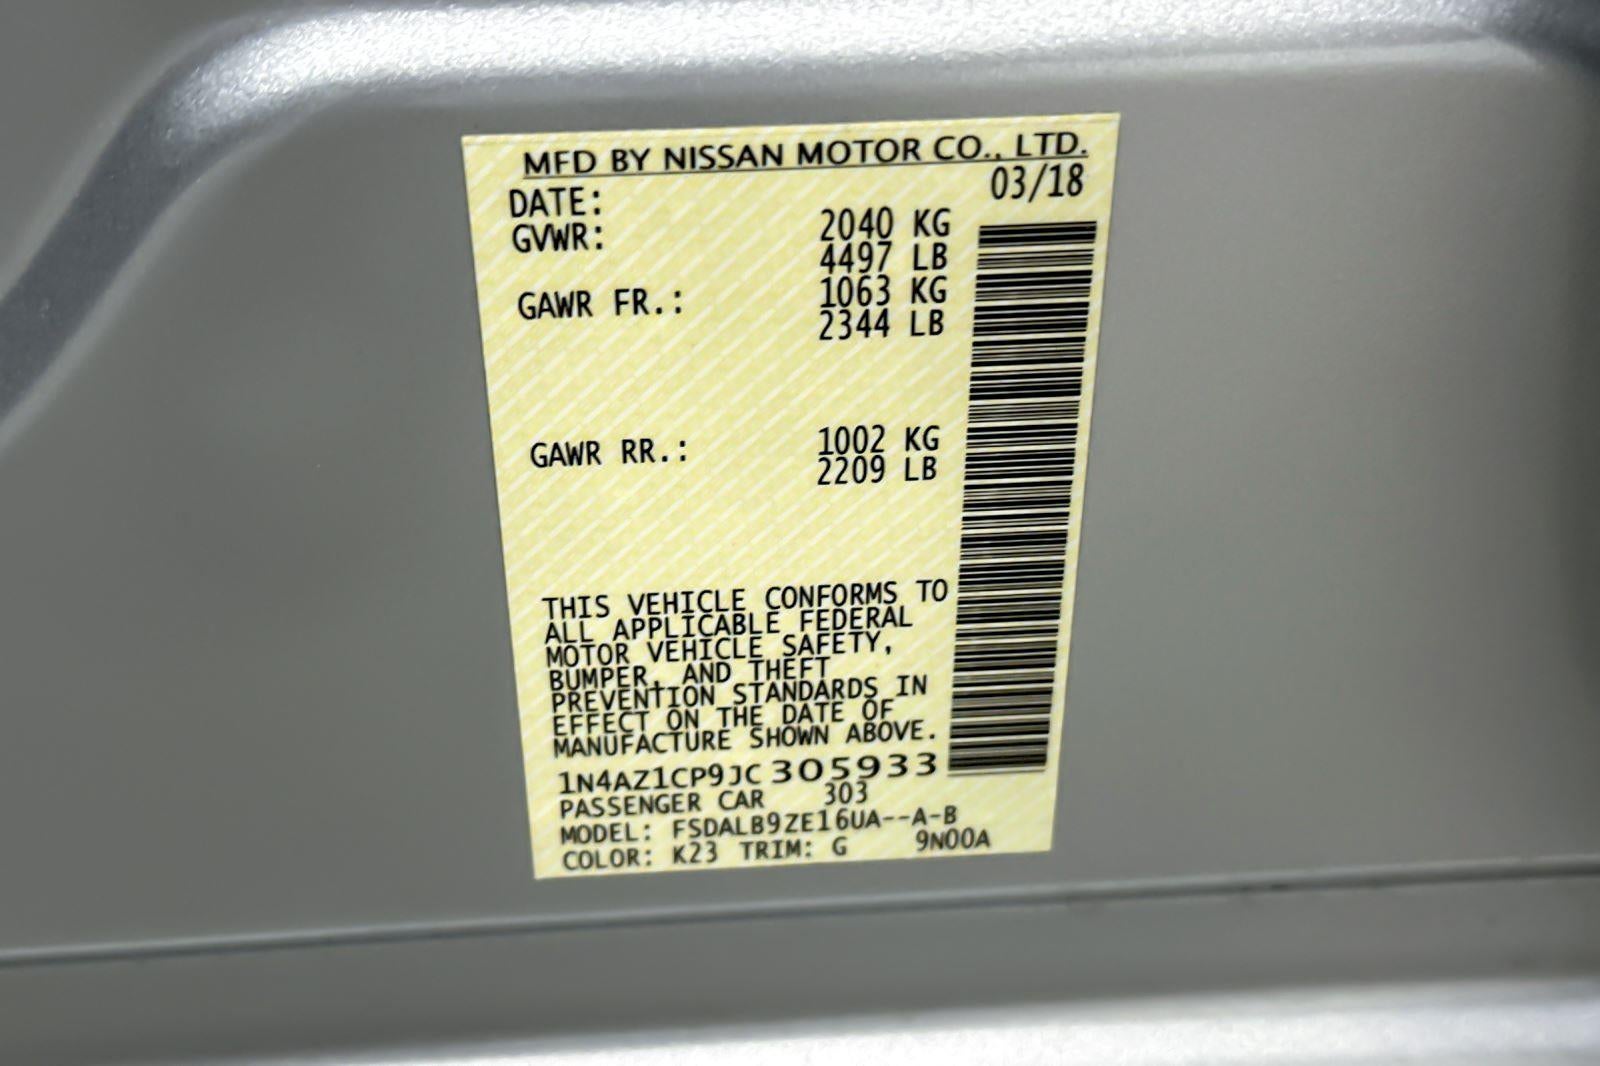 MFD BY NISSAN MOTOR CO., LTD.
DATE: 03/18
GVWR: 2040 KG
4497 LB
GAWR FR.: 1063 KG
2344 LB
GAWR RR.: 1002 KG
2209 LB
THIS VEHICLE CONFORMS TO
ALL APPLICABLE FEDERAL
MOTOR VEHICLE SAFETY,
BUMPER, AND THEFT
PREVENTION STANDARDS IN
EFFECT ON THE DATE OF
MANUFACTURE SHOWN ABOVE.
1N4AZ1CP9JC305933
PASSENGER CAR 303
MODEL: FSDALB9ZE16UA--A-B
COLOR: K23 TRIM: G 9N00A